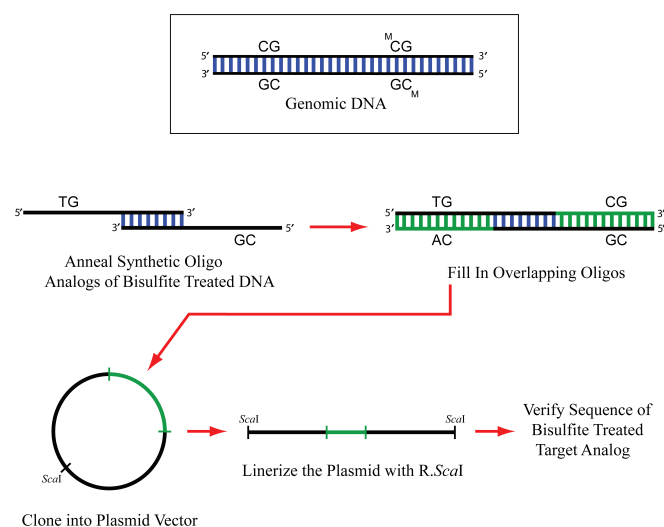 M
CG CG
5′ 3′
3′ 5′
GC GC
M
Genomic DNA
TG
5′ 3′
3′ 5′
GC
Anneal Synthetic Oligo
Analogs of Bisulfite Treated DNA
TG CG
5′ 3′
3′ 5′
AC GC
Fill In Overlapping Oligos
ScaI
Clone into Plasmid Vector
ScaI ScaI
Linerize the Plasmid with R.ScaI
Verify Sequence of
Bisulfite Treated
Target Analog